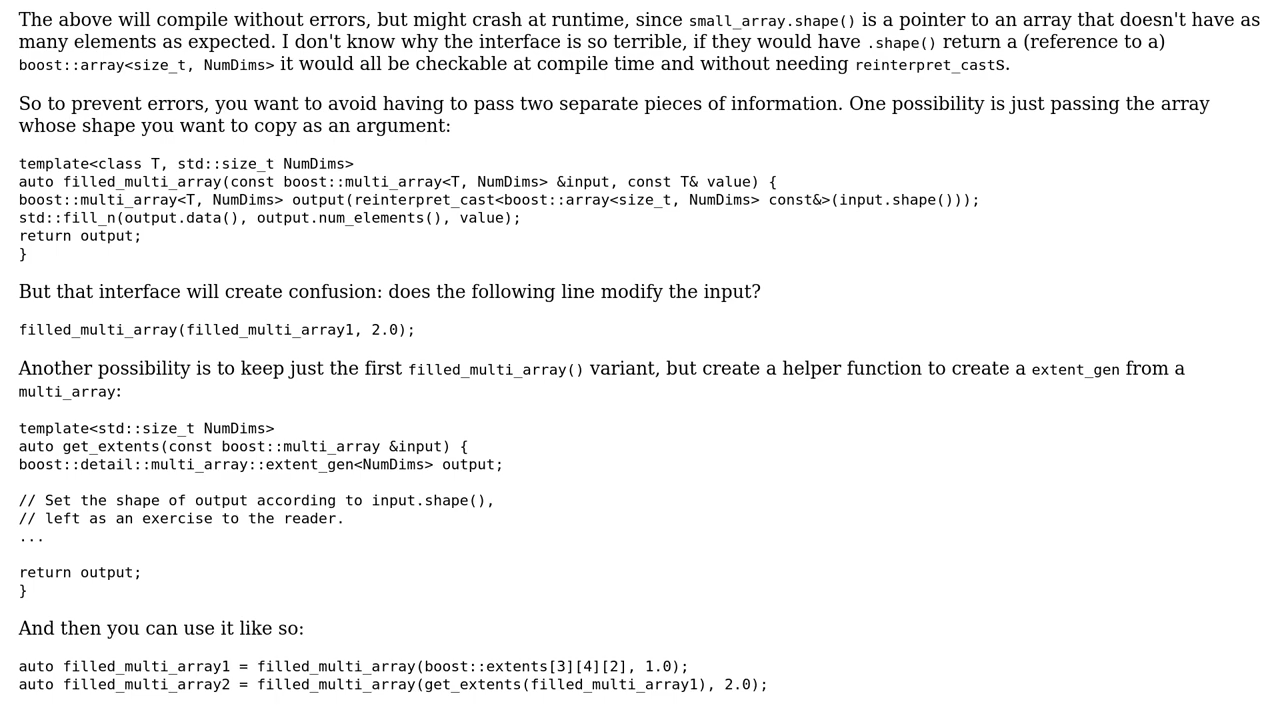 The above will compile without errors, but might crash at runtime, since small_array.shape() is a pointer to an array that doesn't have as
many elements as expected. I don't know why the interface is so terrible, if they would have .shape() return a (reference to a)
boost::array<size_t, NumDims> it would all be checkable at compile time and without needing reinterpret_casts.
So to prevent errors, you want to avoid having to pass two separate pieces of information. One possibility is just passing the array
whose shape you want to copy as an argument:
template<class T, std::size_t NumDims>
auto filled_multi_array(const boost::multi_array<T, NumDims> &input, const T& value) {
boost::multi_array<T, NumDims> output(reinterpret_cast<boost::array<size_t, NumDims> const&>(input.shape()));
std::fill_n(output.data(), output.num_elements(), value);
return output;
}
But that interface will create confusion: does the following line modify the input?
filled_multi_array(filled_multi_array1, 2.0);
Another possibility is to keep just the first filled_multi_array() variant, but create a helper function to create a extent_gen from a
multi_array:
template<std::size_t NumDims>
auto get_extents(const boost::multi_array &input) {
boost::detail::multi_array::extent_gen<NumDims> output;
// Set the shape of output according to input.shape(),
// left as an exercise to the reader.
...
return output;
}
And then you can use it like so:
auto filled_multi_array1 = filled_multi_array(boost::extents[3][4][2], 1.0);
auto filled_multi_array2 = filled_multi_array(get_extents(filled_multi_array1), 2.0);